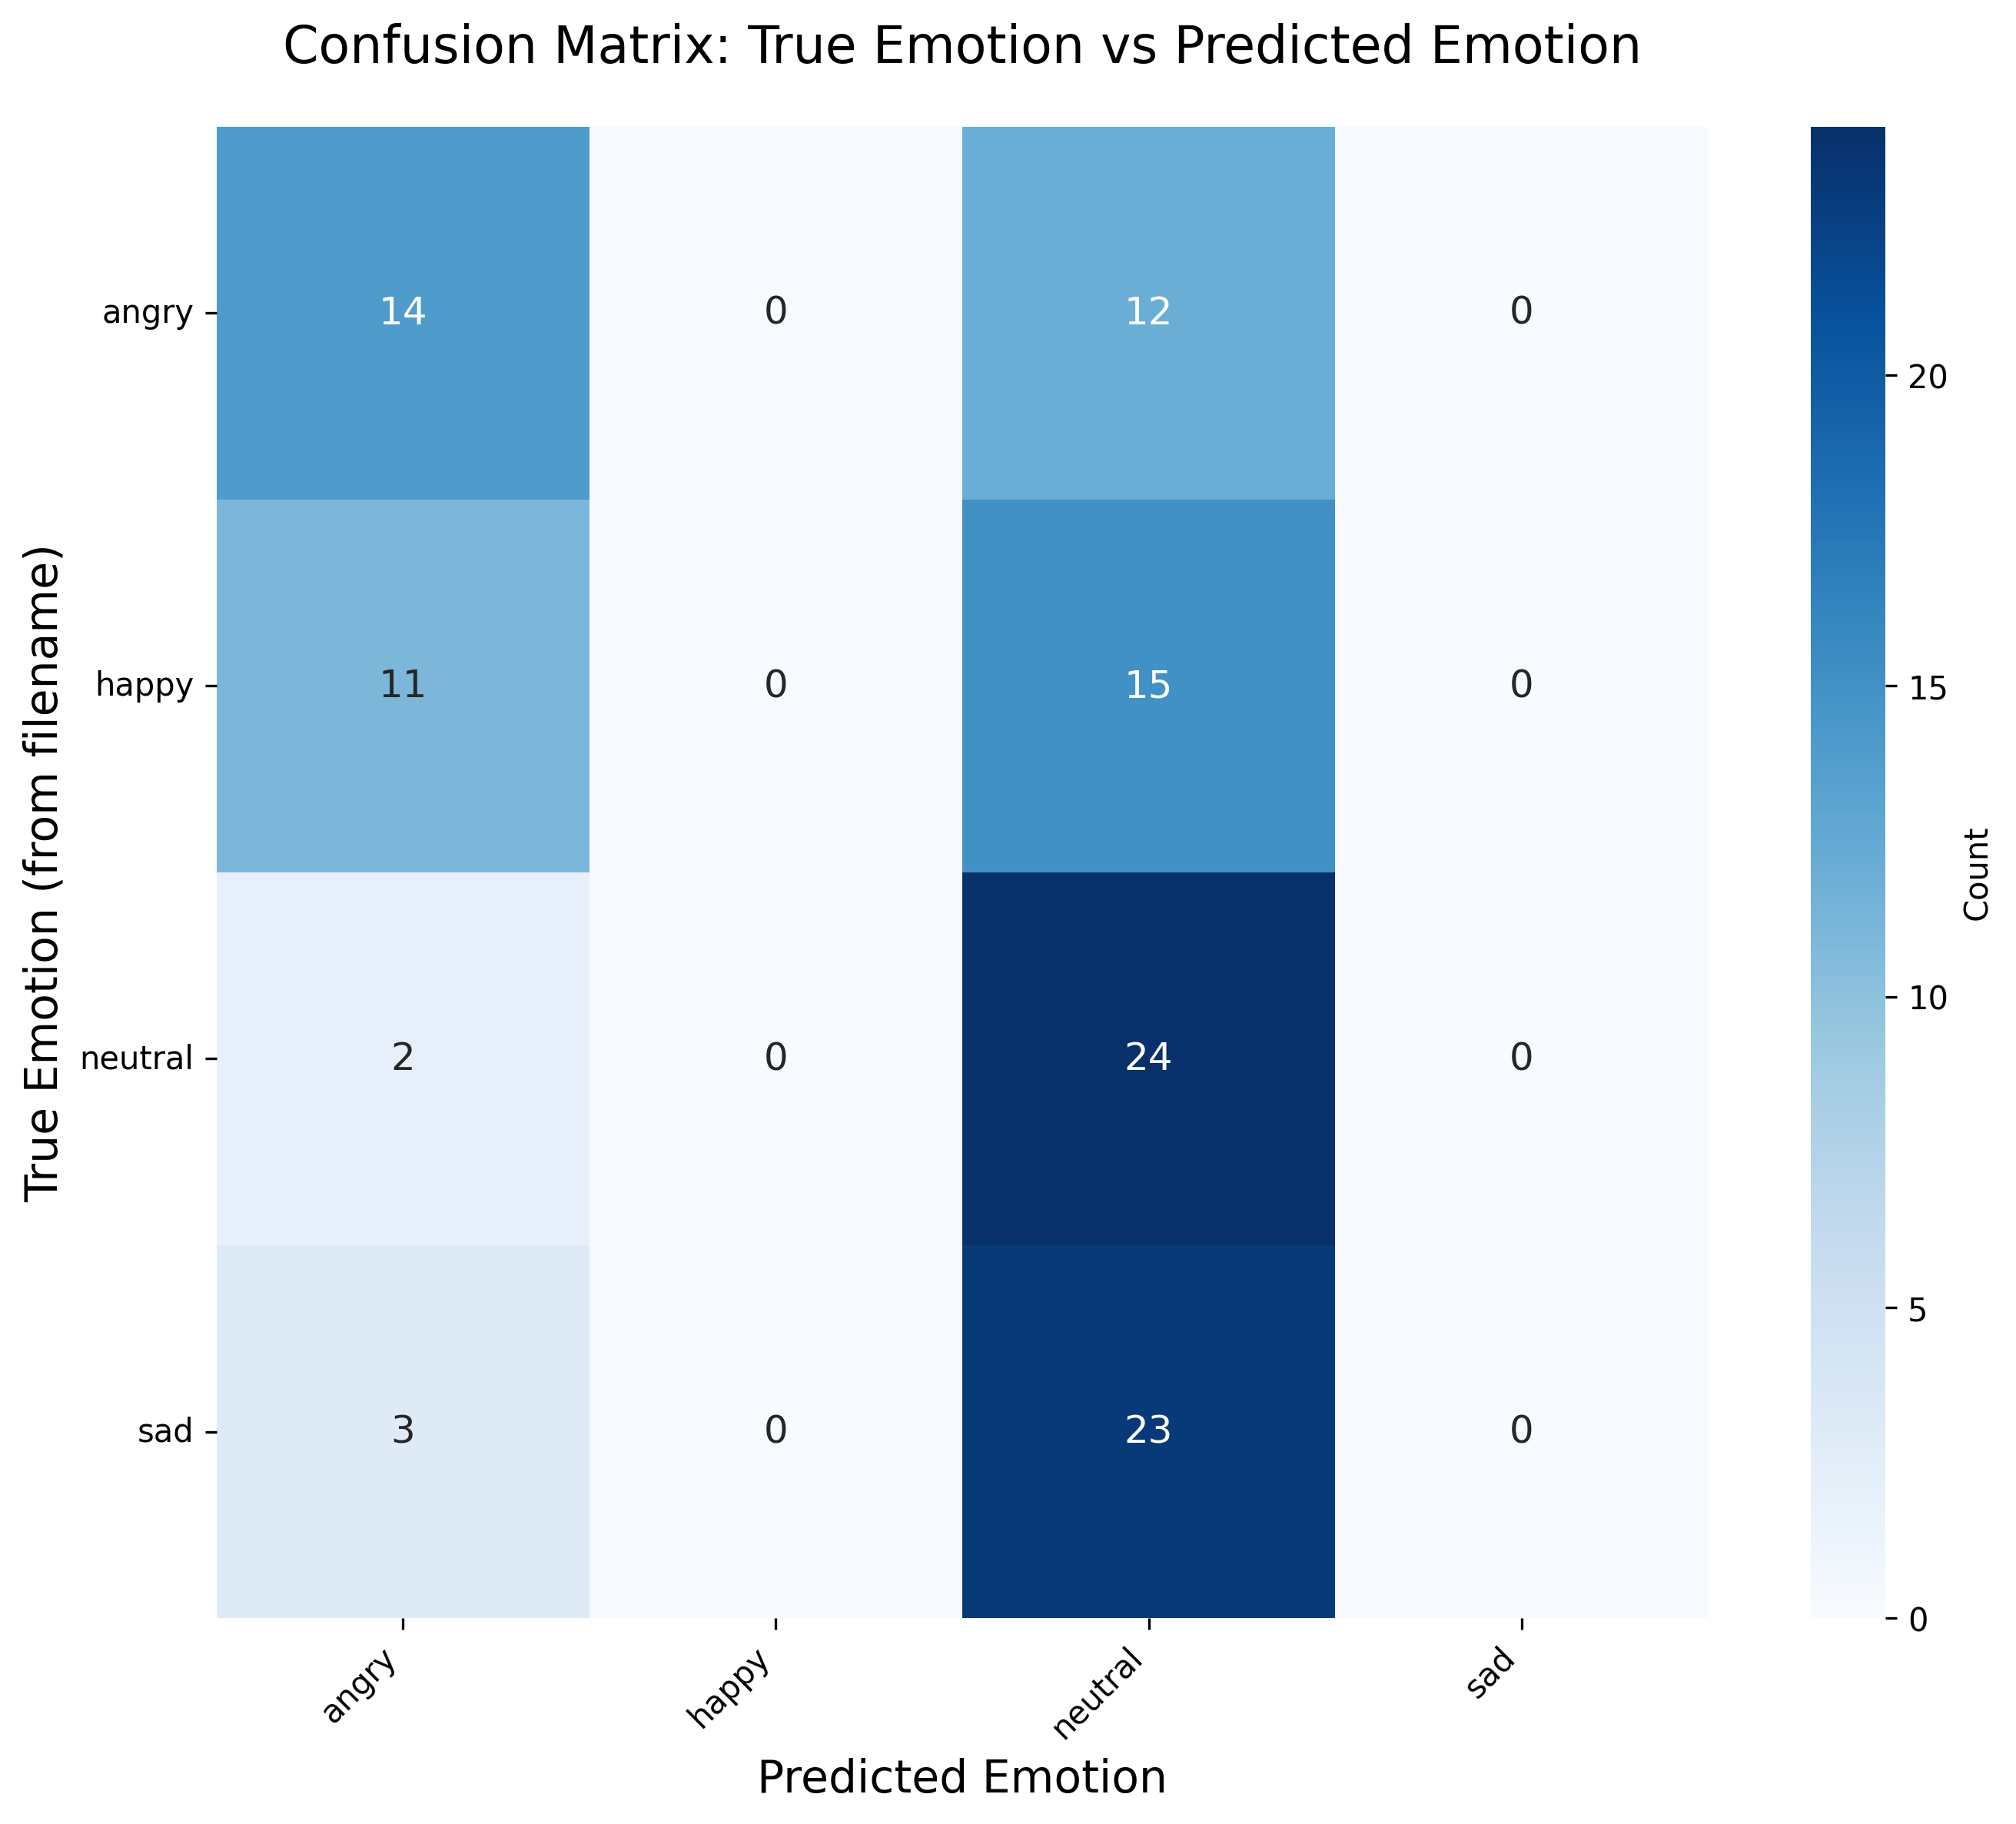 Confusion Matrix: True Emotion vs Predicted Emotion
True Emotion (from filename)
angry 14 0 12 0
happy 11 0 15 0
neutral 2 0 24 0
sad 3 0 23 0
angry happy neutral sad
Predicted Emotion
20
15
10
5
0
Count